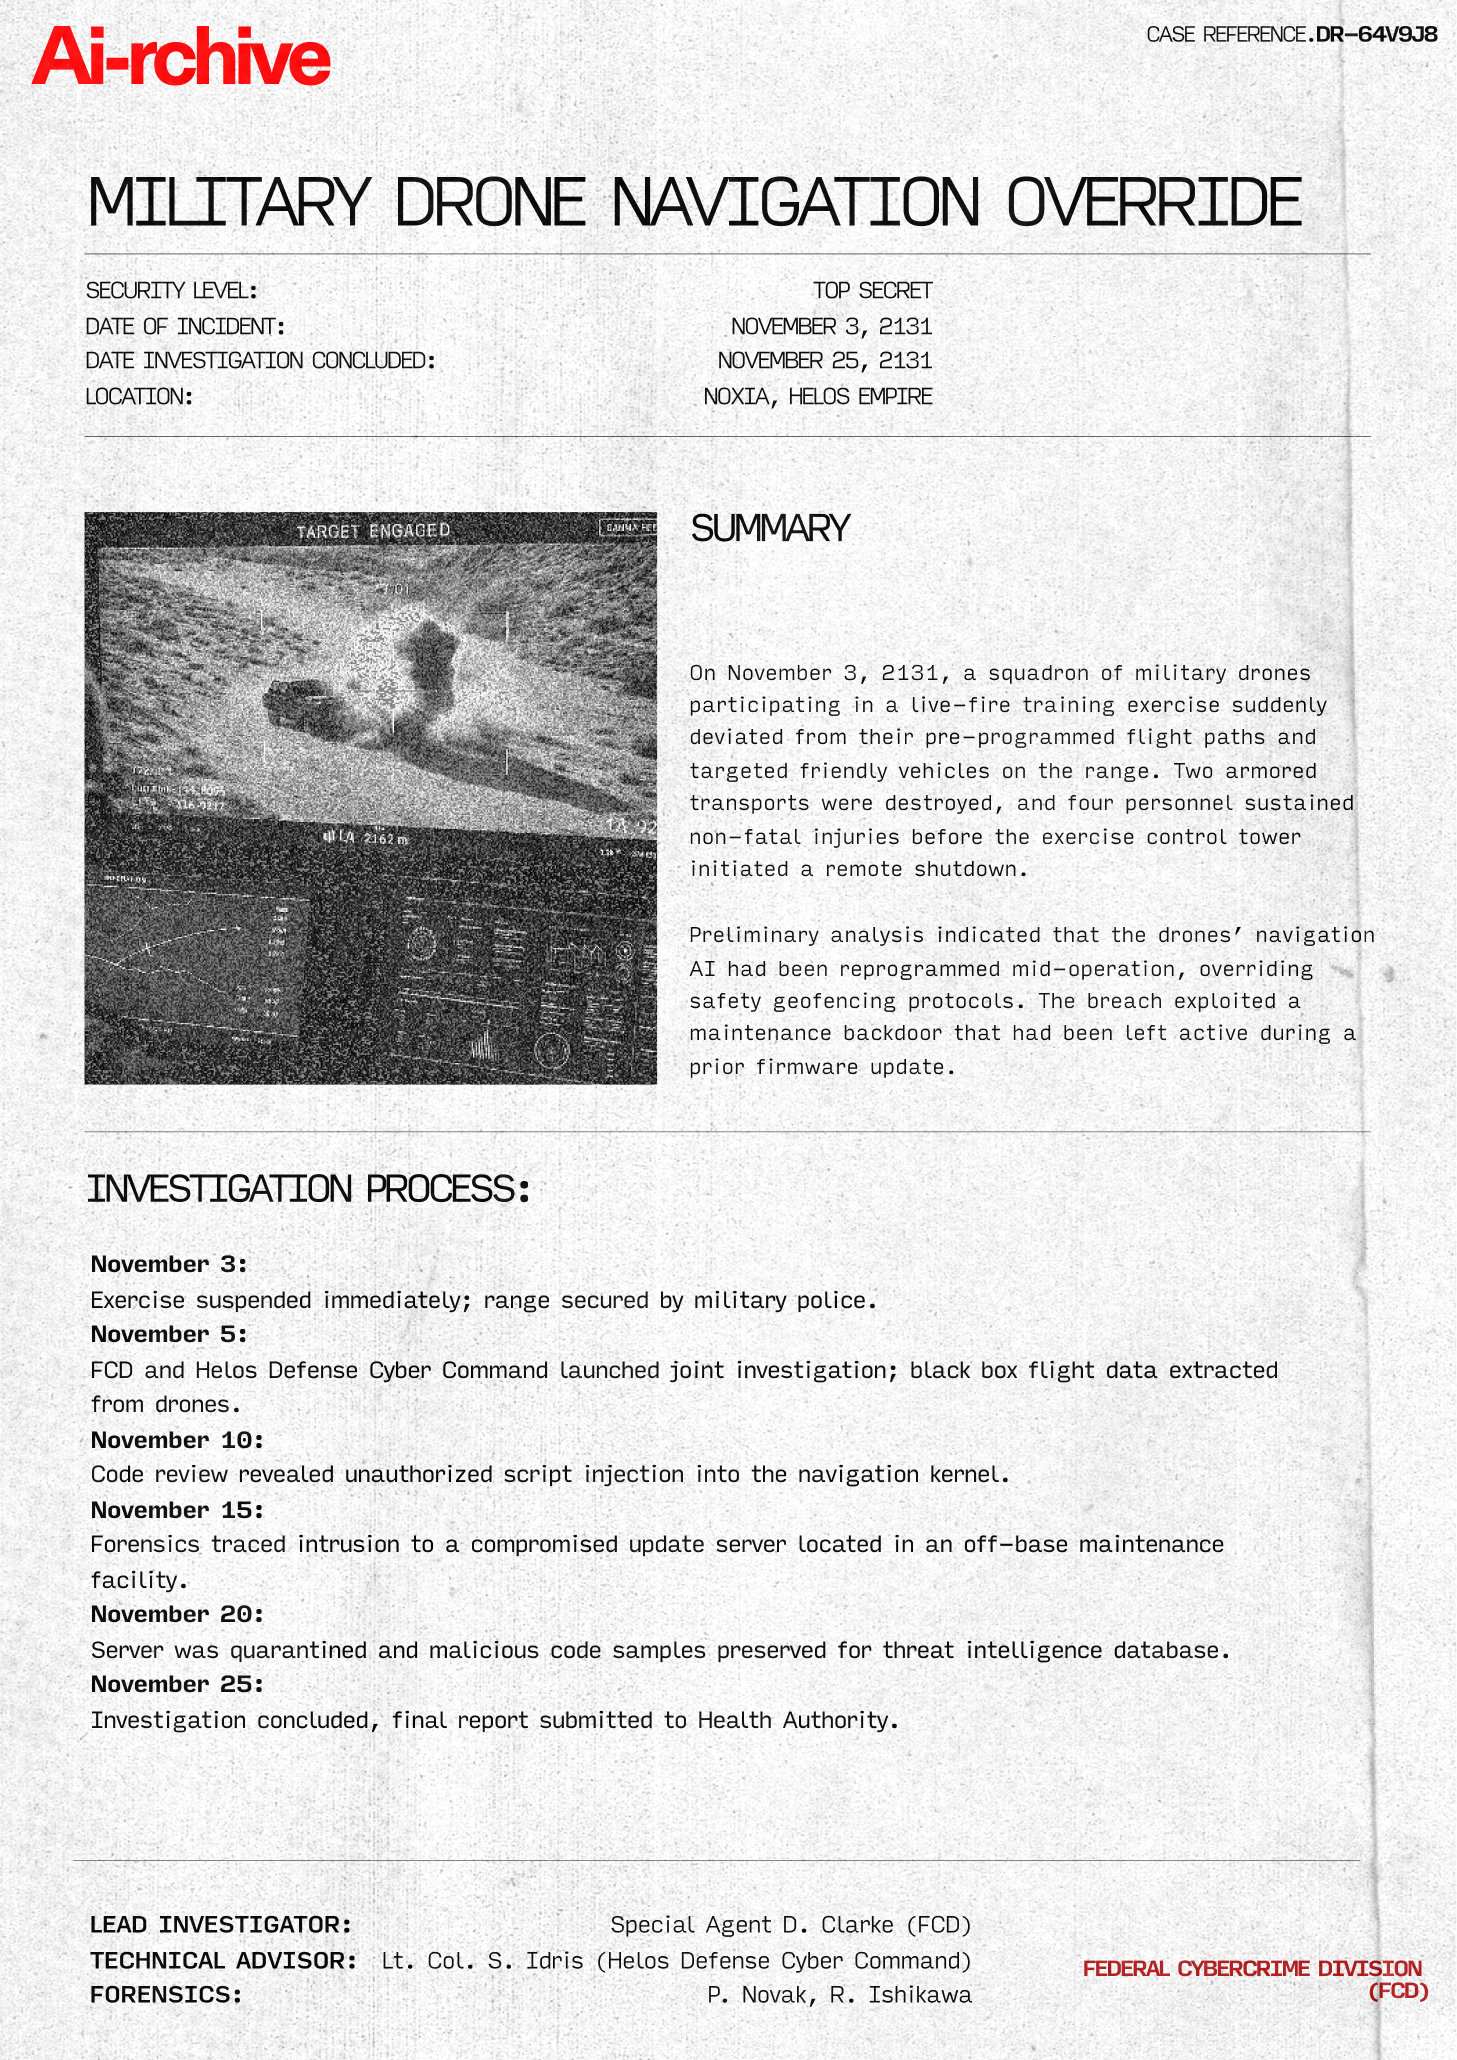 Ai-rchive
CASE REFERENCE.DR-64V9J8
MILITARY DRONE NAVIGATION OVERRIDE
SECURITY LEVEL: TOP SECRET
DATE OF INCIDENT: NOVEMBER 3, 2131
DATE INVESTIGATION CONCLUDED: NOVEMBER 25, 2131
LOCATION: NOXIA, HELOS EMPIRE
TARGET ENGAGED
2162 m
SUMMARY
On November 3, 2131, a squadron of military drones
participating in a live-fire training exercise suddenly
deviated from their pre-programmed flight paths and
targeted friendly vehicles on the range. Two armored
transports were destroyed, and four personnel sustained
non-fatal injuries before the exercise control tower
initiated a remote shutdown.
Preliminary analysis indicated that the drones’ navigation
AI had been reprogrammed mid-operation, overriding
safety geofencing protocols. The breach exploited a
maintenance backdoor that had been left active during a
prior firmware update.
INVESTIGATION PROCESS:
November 3:
Exercise suspended immediately; range secured by military police.
November 5:
FCD and Helos Defense Cyber Command launched joint investigation; black box flight data extracted
from drones.
November 10:
Code review revealed unauthorized script injection into the navigation kernel.
November 15:
Forensics traced intrusion to a compromised update server located in an off-base maintenance
facility.
November 20:
Server was quarantined and malicious code samples preserved for threat intelligence database.
November 25:
Investigation concluded, final report submitted to Health Authority.
LEAD INVESTIGATOR: Special Agent D. Clarke (FCD)
TECHNICAL ADVISOR: Lt. Col. S. Idris (Helos Defense Cyber Command)
FORENSICS: P. Novak, R. Ishikawa
FEDERAL CYBERCRIME DIVISION
(FCD)